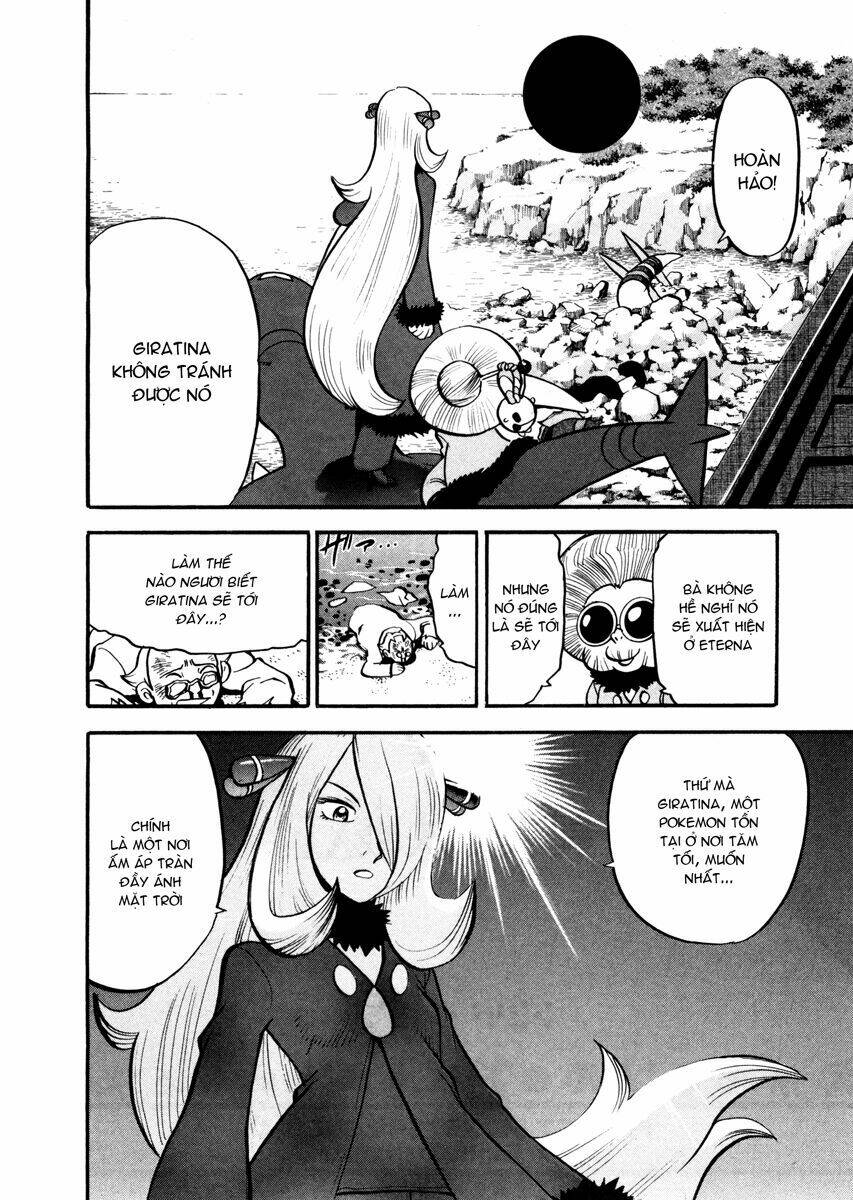 HOÀN
HẢO!
GIRATINA
KHÔNG TRÁNH
ĐƯỢC NÓ
BÀ KHÔNG
HỀ NGHĨ NÓ
SẼ XUẤT HIỆN
Ở ETERNA
NHƯNG
NÓ ĐÚNG
LÀ SẼ TỚI
ĐÂY
LÀM
...
ザッ...
LÀM THẾ
NÀO NGƯƠI BIẾT
GIRATINA SẼ TỚI
ĐÂY...?
THỨ MÀ
GIRATINA, MỘT
POKEMON TỒN
TẠI Ở NƠI TĂM
TỐI, MUỐN
NHẤT...
CHÍNH
LÀ MỘT NƠI
ẤM ÁP TRÀN
ĐẦY ÁNH
MẶT TRỜI